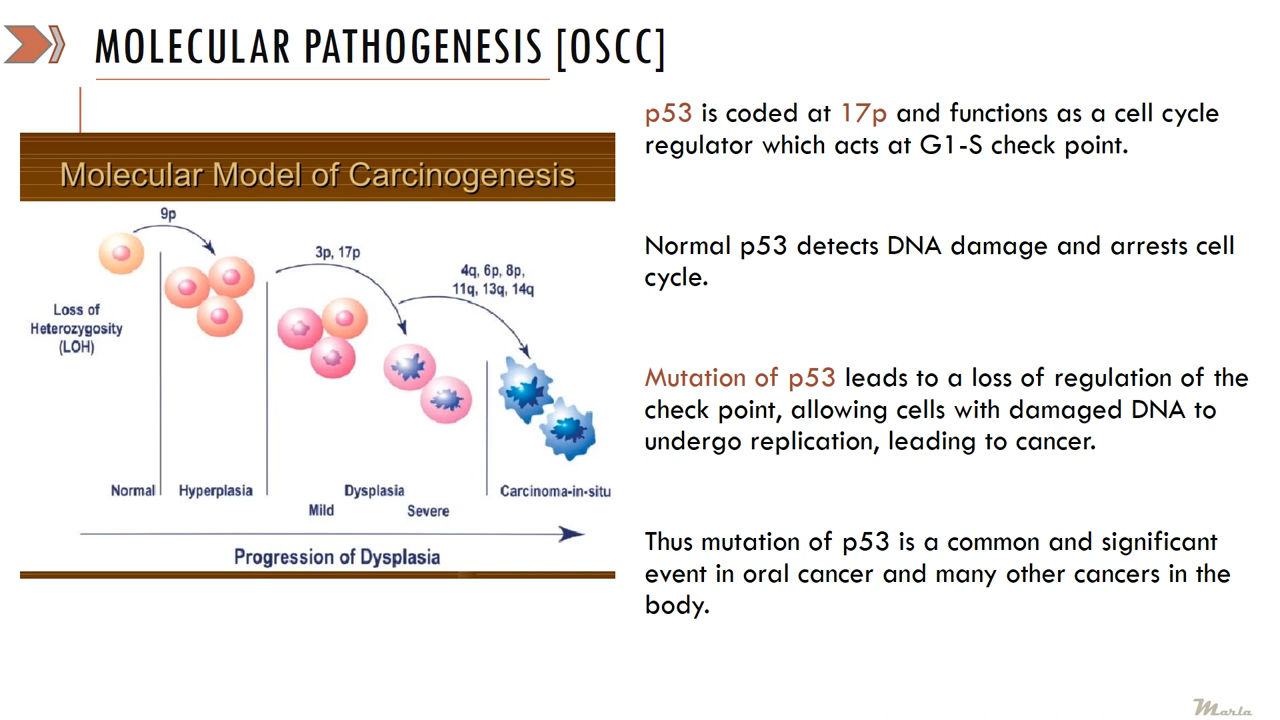 MOLECULAR PATHOGENESIS [OSCC]
Molecular Model of Carcinogenesis
9p
3p, 17p
4q, 6p, 8p,
11q, 13q, 14q
Loss of
Heterozygosity
(LOH)
Normal
Hyperplasia
Dysplasia
Carcinoma-in-situ
Mild
Severe
Progression of Dysplasia
p53 is coded at 17p and functions as a cell cycle
regulator which acts at G1-S check point.
Normal p53 detects DNA damage and arrests cell
cycle.
Mutation of p53 leads to a loss of regulation of the
check point, allowing cells with damaged DNA to
undergo replication, leading to cancer.
Thus mutation of p53 is a common and significant
event in oral cancer and many other cancers in the
body.
Marla